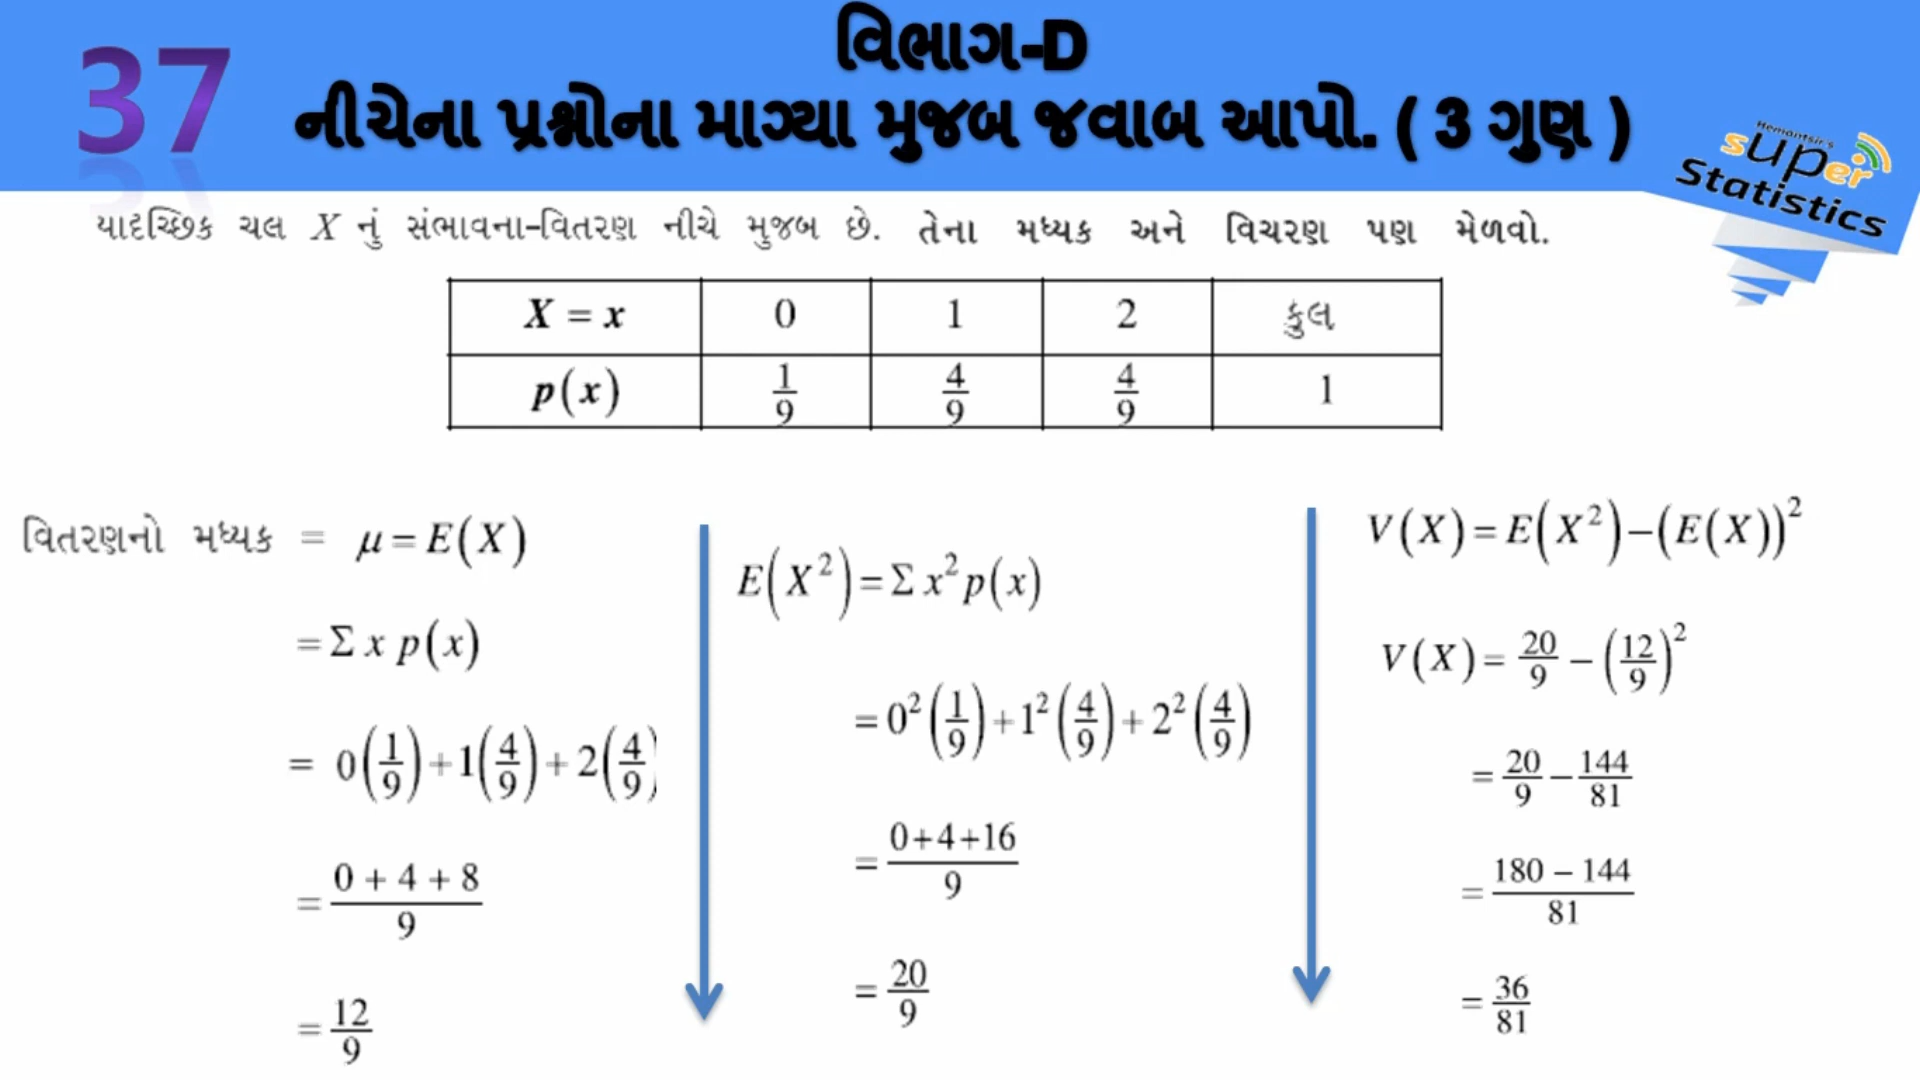 37
વિભાગ-D
નીચેના પ્રશ્નોના માગ્યા મુજબ જવાબ આપો. ( 3 ગુણ )
Hemantsir's
super
Statistics
યાદચ્છિક ચલ X નું સંભાવના-વિતરણ નીચે મુજબ છે. તેના મધ્યક અને વિચરણ પણ મેળવો.
X = x 0 1 2 કુલ
p(x) 1/9 4/9 4/9 1
વિતરણનો મધ્યક = μ = E(X)
= Σ x p(x)
= 0(1/9) + 1(4/9) + 2(4/9)
= (0 + 4 + 8)/9
= 12/9
E(X²) = Σ x² p(x)
= 0²(1/9) + 1²(4/9) + 2²(4/9)
= (0+4+16)/9
= 20/9
V(X) = E(X²) − (E(X))²
V(X) = 20/9 − (12/9)²
= 20/9 − 144/81
= (180 − 144)/81
= 36/81